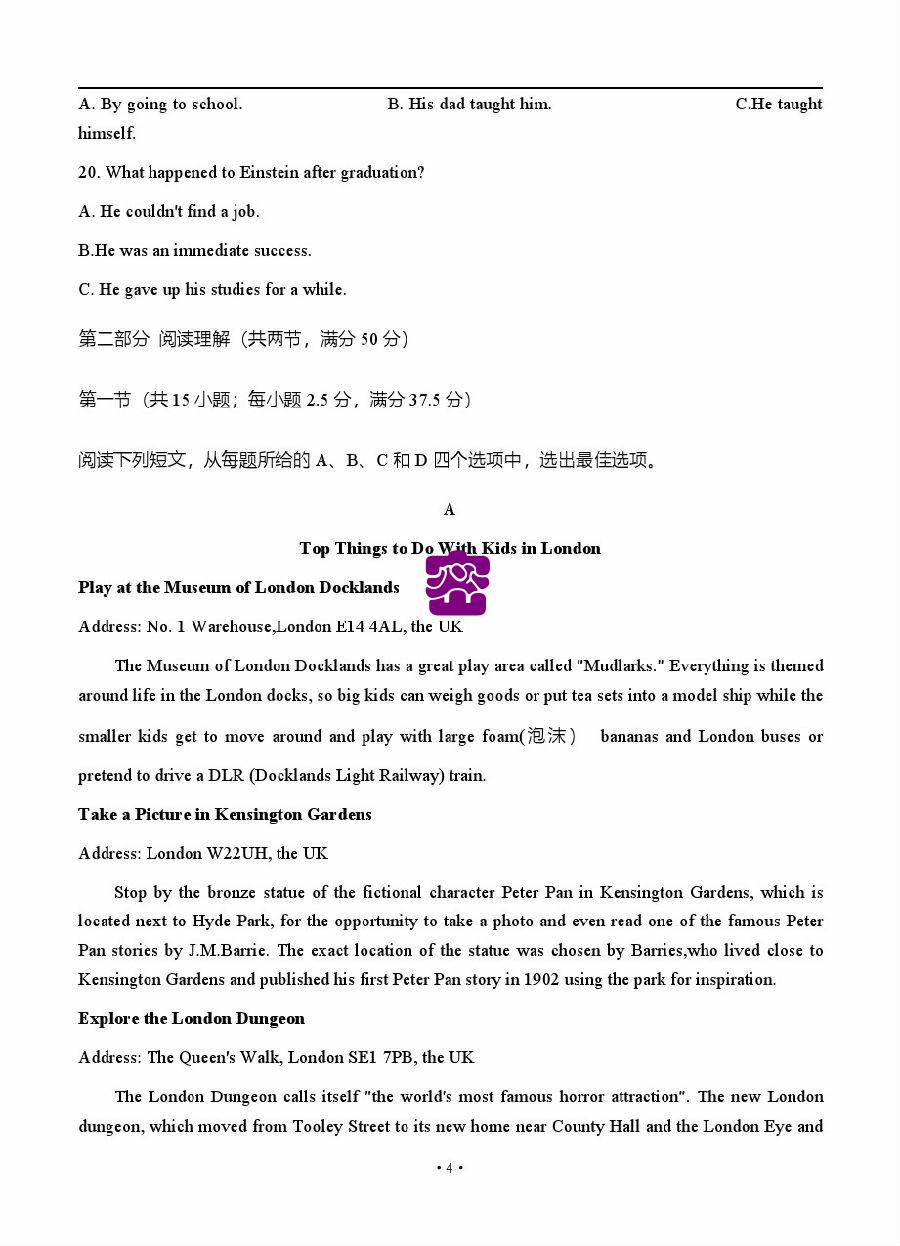 A. By going to school. B. His dad taught him. C.He taught
himself.
20. What happened to Einstein after graduation?
A. He couldn't find a job.
B.He was an immediate success.
C. He gave up his studies for a while.
第二部分 阅读理解（共两节，满分 50 分）
第一节（共 15 小题；每小题 2.5 分，满分 37.5 分）
阅读下列短文，从每题所给的 A、B、C 和 D 四个选项中，选出最佳选项。
A
Top Things to Do With Kids in London
Play at the Museum of London Docklands
Address: No. 1 Warehouse,London E14 4AL, the UK
The Museum of London Docklands has a great play area called "Mudlarks." Everything is themed
around life in the London docks, so big kids can weigh goods or put tea sets into a model ship while the
smaller kids get to move around and play with large foam(泡沫） bananas and London buses or
pretend to drive a DLR (Docklands Light Railway) train.
Take a Picture in Kensington Gardens
Address: London W22UH, the UK
Stop by the bronze statue of the fictional character Peter Pan in Kensington Gardens, which is
located next to Hyde Park, for the opportunity to take a photo and even read one of the famous Peter
Pan stories by J.M.Barrie. The exact location of the statue was chosen by Barries,who lived close to
Kensington Gardens and published his first Peter Pan story in 1902 using the park for inspiration.
Explore the London Dungeon
Address: The Queen's Walk, London SE1 7PB, the UK
The London Dungeon calls itself "the world's most famous horror attraction". The new London
dungeon, which moved from Tooley Street to its new home near County Hall and the London Eye and
• 4 •